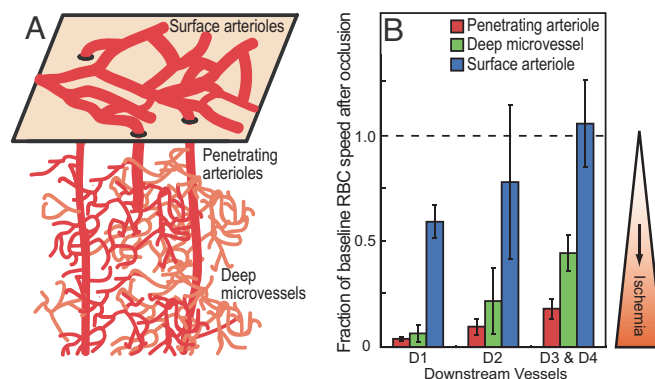 A
Surface arterioles
Penetrating
arterioles
Deep
microvessels
B
Penetrating arteriole
Deep microvessel
Surface arteriole
Fraction of baseline RBC speed after occlusion
1.0
0.5
0
D1
D2
D3 & D4
Downstream Vessels
Ischemia